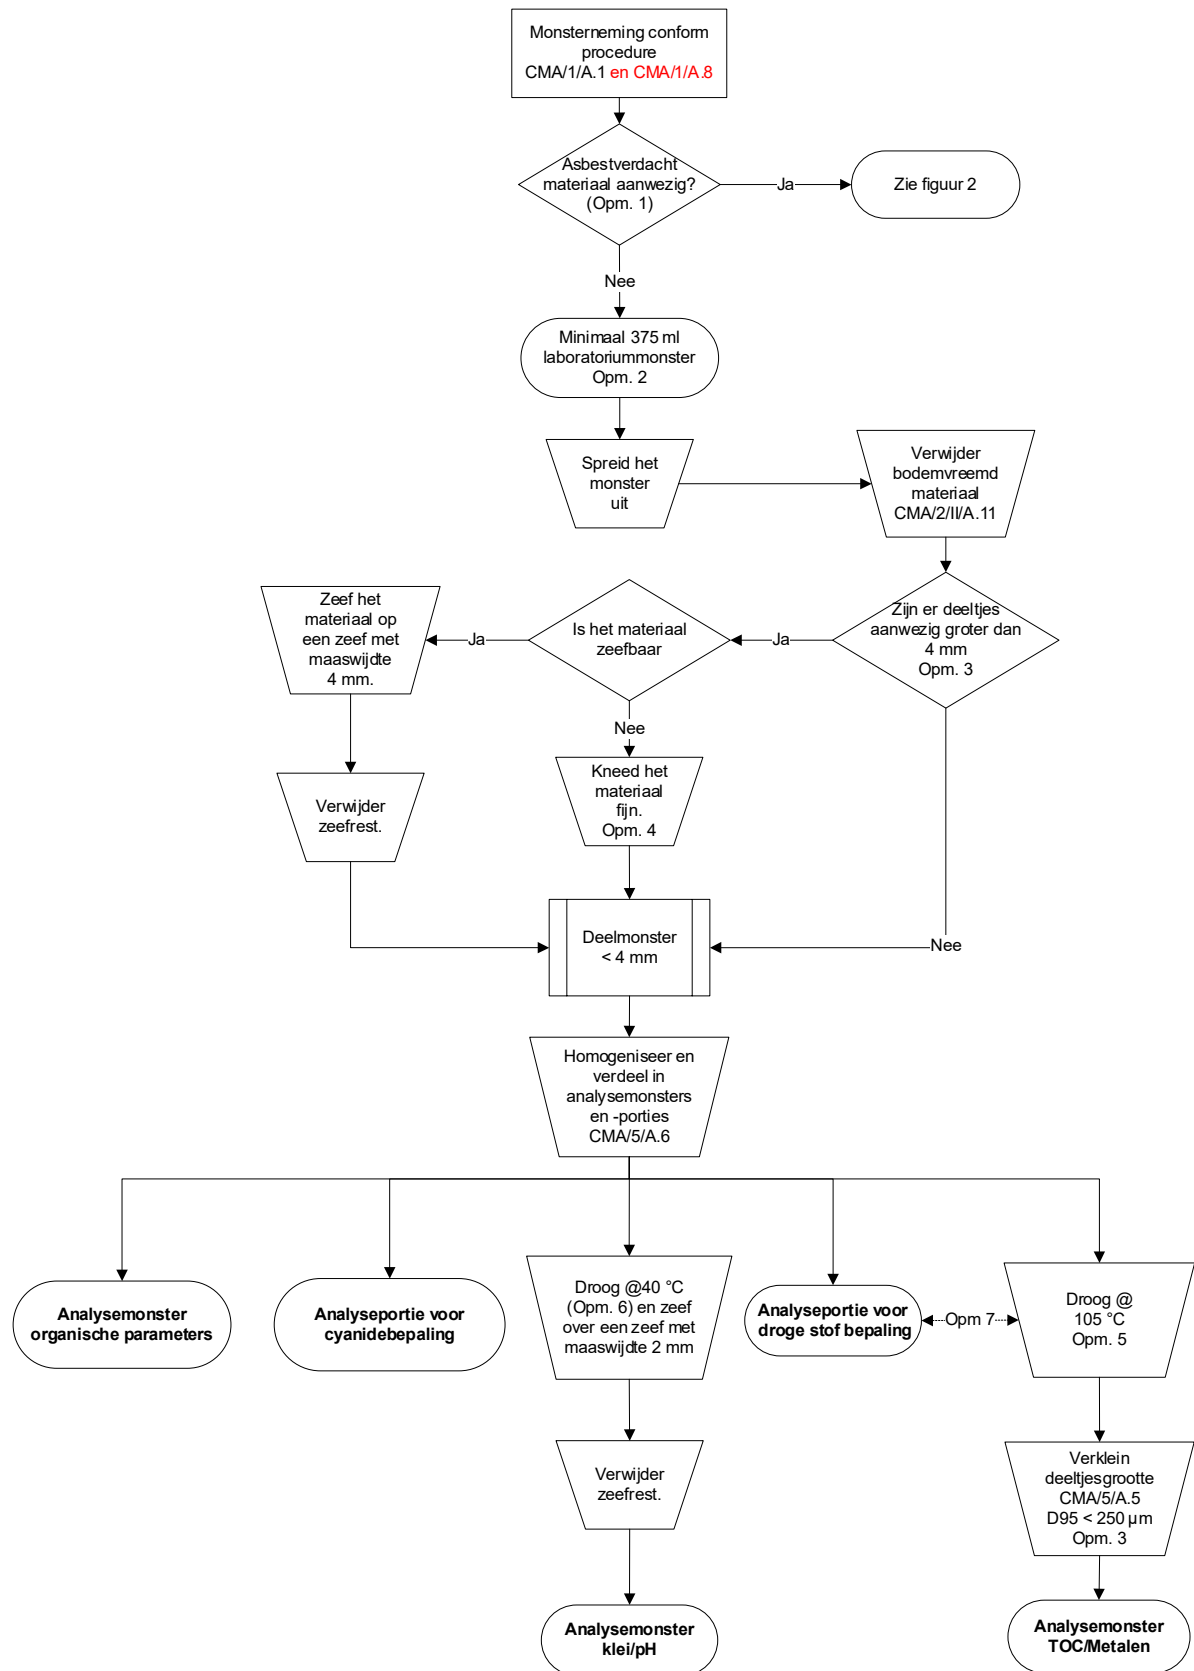 Monsterneming conform
procedure
CMA/1/A.1 en CMA/1/A.8
Asbestverdacht
materiaal aanwezig?
(Opm. 1)
Ja
Zie figuur 2
Nee
Minimaal 375 ml
laboratoriummonster
Opm. 2
Spreid het
monster
uit
Verwijder
bodemvreemd
materiaal
CMA/2/II/A.11
Zijn er deeltjes
aanwezig groter dan
4 mm
Opm. 3
Ja
Is het materiaal
zeefbaar
Ja
Zeef het
materiaal op
een zeef met
maaswijdte
4 mm.
Nee
Kneed het
materiaal
fijn.
Opm. 4
Verwijder
zeefrest.
Nee
Deelmonster
< 4 mm
Homogeniseer en
verdeel in
analysemonsters
en -porties
CMA/5/A.6
Analysemonster
organische parameters
Analyseportie voor
cyanidebepaling
Droog @40 °C
(Opm. 6) en zeef
over een zeef met
maaswijdte 2 mm
Analyseportie voor
droge stof bepaling
Opm 7
Droog @
105 °C
Opm. 5
Verwijder
zeefrest.
Verklein
deeltjesgrootte
CMA/5/A.5
D95 < 250 µm
Opm. 3
Analysemonster
klei/pH
Analysemonster
TOC/Metalen